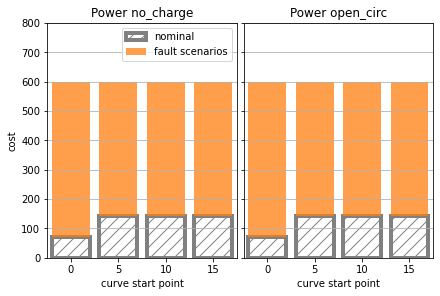 Power no_charge
Power open_circ
800
700
600
500
400
300
200
100
0
cost
nominal
fault scenarios
0 5 10 15
0 5 10 15
curve start point
curve start point